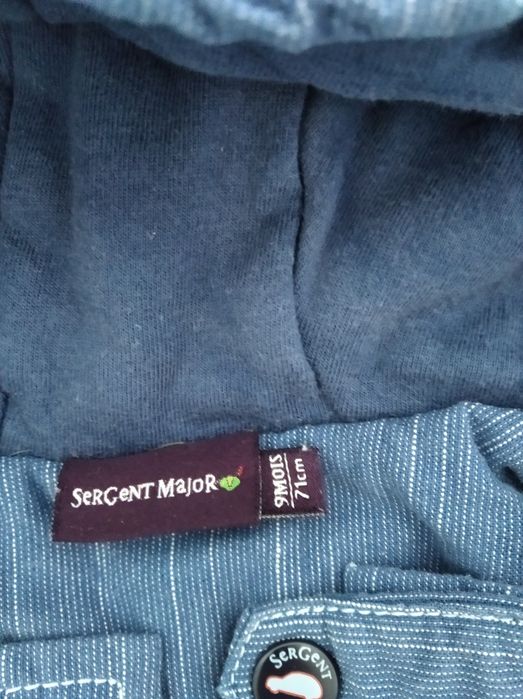 SerGeNT MajoR
9MOIS
71cm
SerGeNT